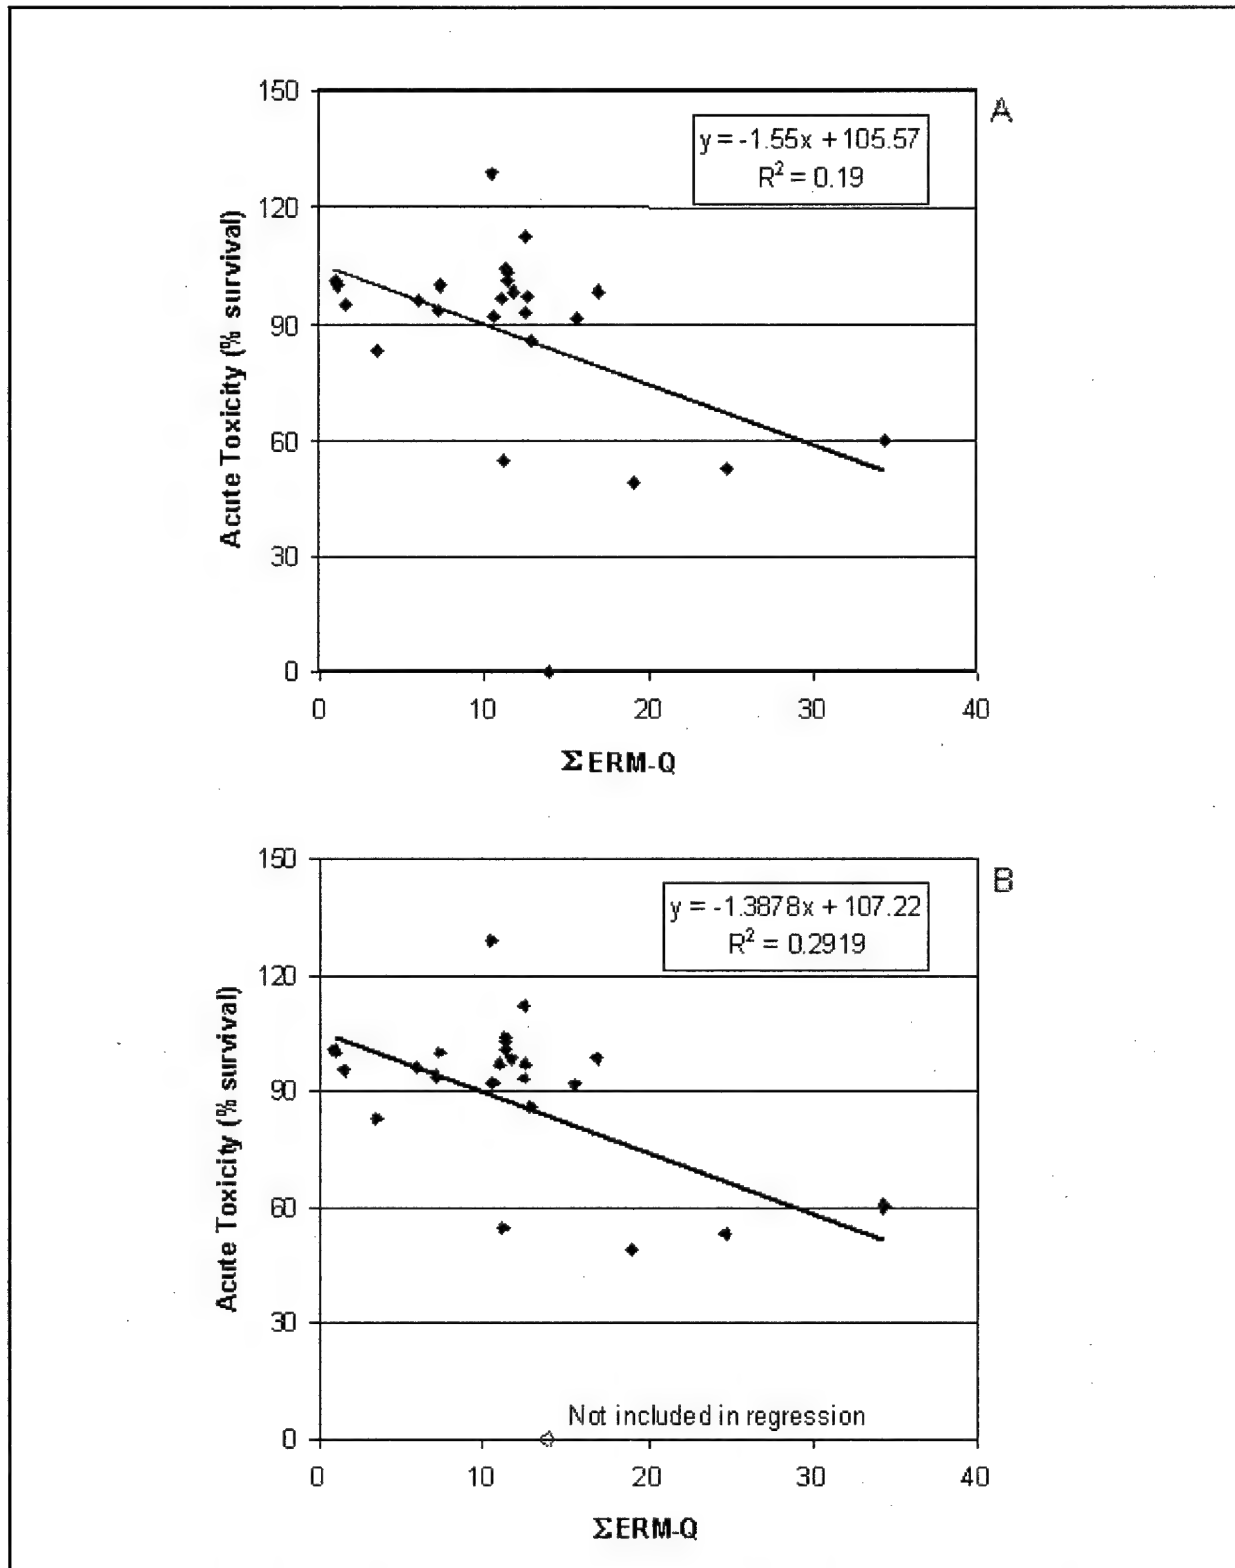 A
150
120
90
60
30
0
y = -1.55x + 105.57
R² = 0.19
Acute Toxicity (% survival)
0 10 20 30 40
ΣERM-Q
B
150
120
90
60
30
0
y = -1.3878x + 107.22
R² = 0.2919
Acute Toxicity (% survival)
Not included in regression
0 10 20 30 40
ΣERM-Q